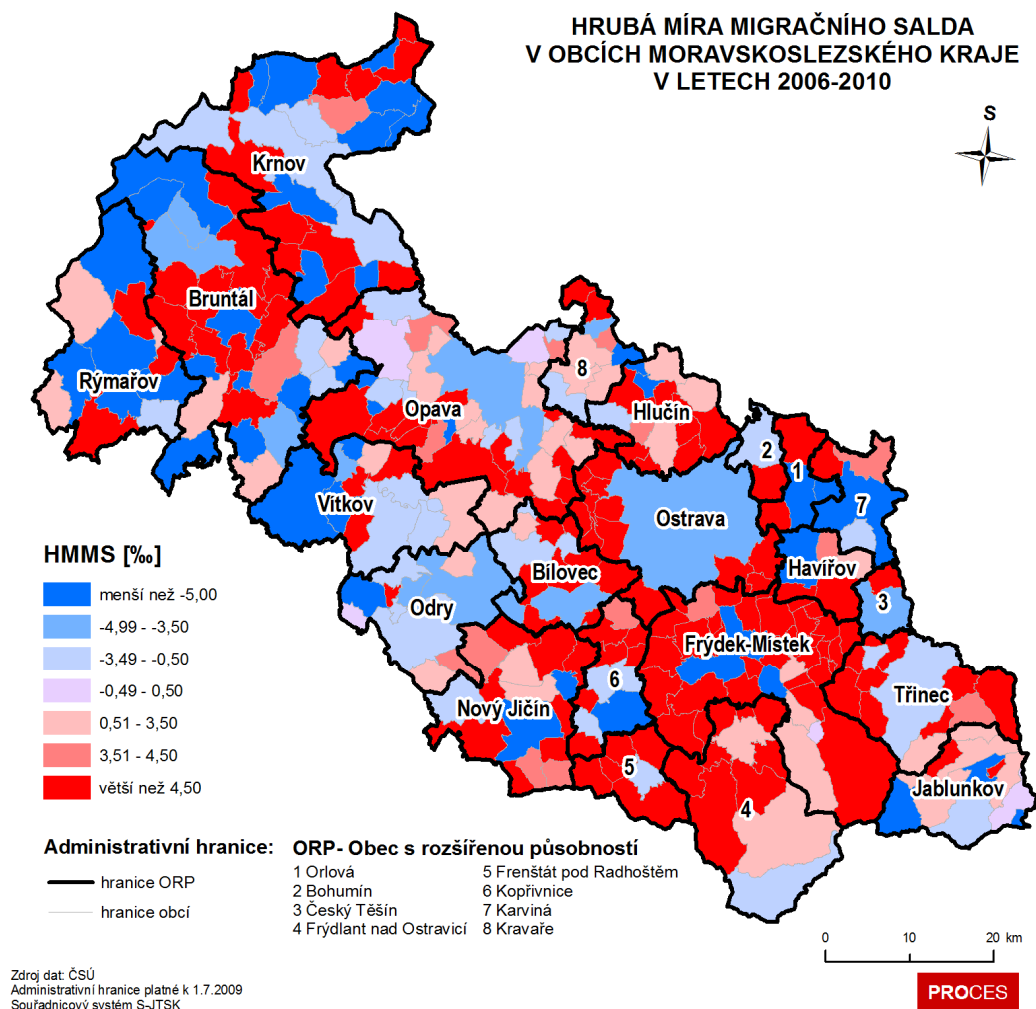 HRUBÁ MÍRA MIGRAČNÍHO SALDA
V OBCÍCH MORAVSKOSLEZSKÉHO KRAJE
V LETECH 2006-2010
S
Krnov
Bruntál
Rýmařov
8
Opava
Hlučín
2
1
7
Vítkov
Ostrava
Bílovec
Havířov
Odry
3
Frýdek-Místek
6
Třinec
Nový Jičín
5
Jablunkov
4
HMMS [‰]
menší než -5,00
-4,99 - -3,50
-3,49 - -0,50
-0,49 - 0,50
0,51 - 3,50
3,51 - 4,50
větší než 4,50
Administrativní hranice:
hranice ORP
hranice obcí
ORP- Obec s rozšířenou působností
1 Orlová
2 Bohumín
3 Český Těšín
4 Frýdlant nad Ostravicí
5 Frenštát pod Radhoštěm
6 Kopřivnice
7 Karviná
8 Kravaře
0 10 20 km
Zdroj dat: ČSÚ
Administrativní hranice platné k 1.7.2009
Souřadnicový systém S-JTSK
PROCES